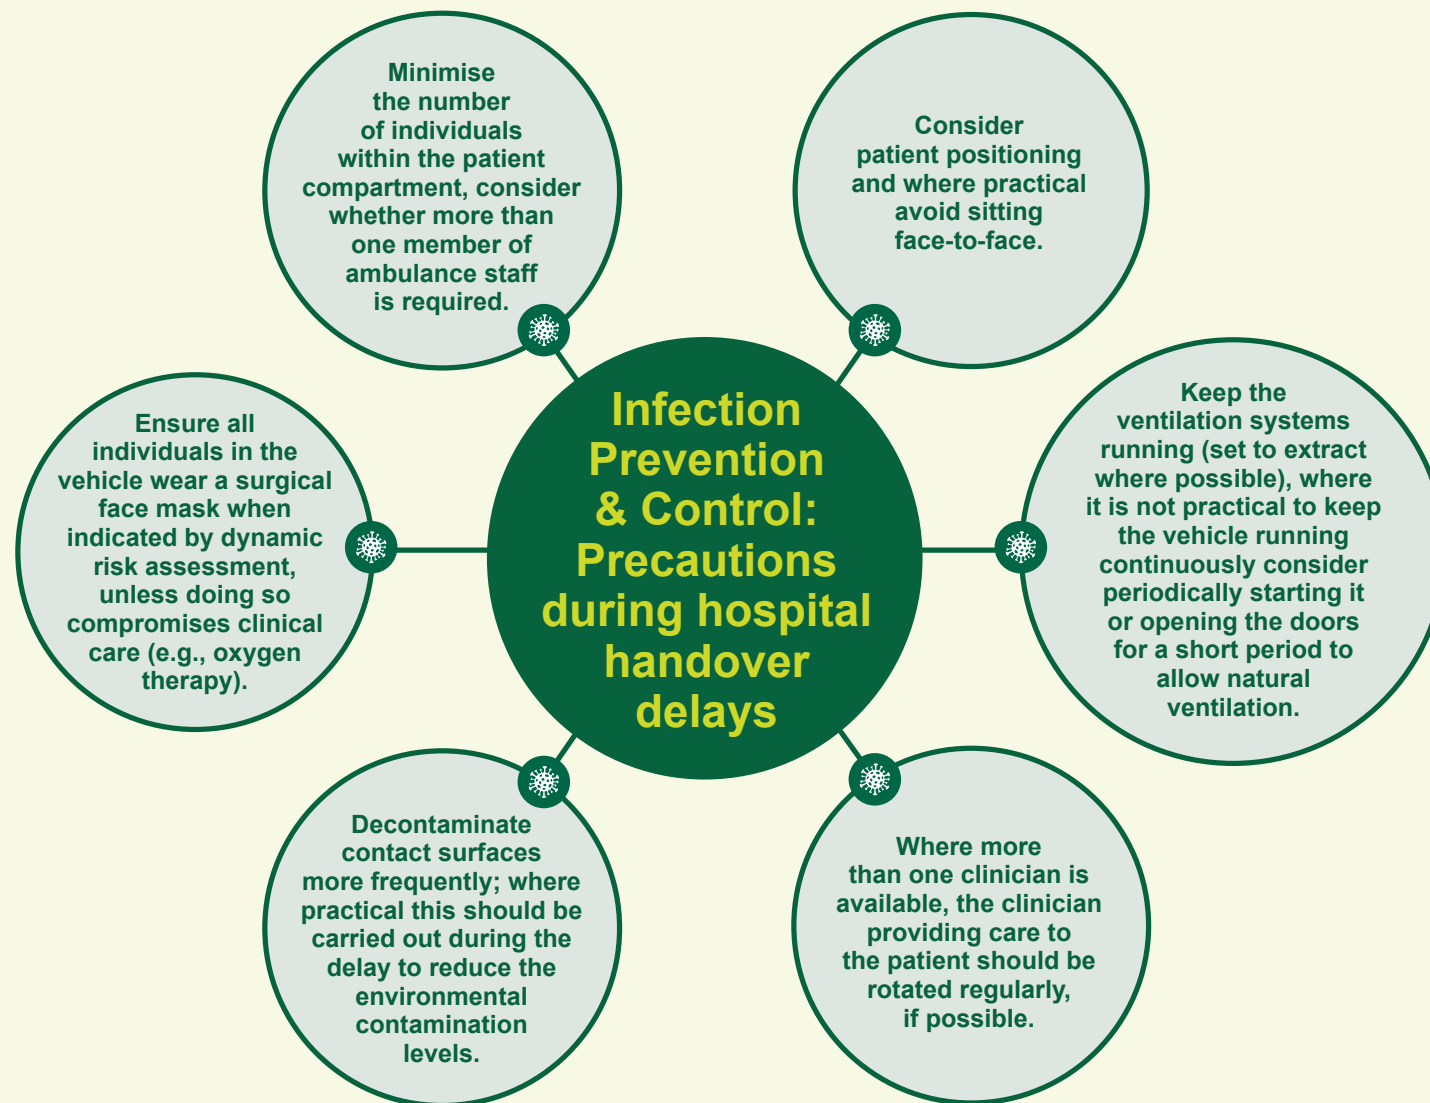 Minimise
the number
of individuals
within the patient
compartment, consider
whether more than
one member of
ambulance staff
is required.
Consider
patient positioning
and where practical
avoid sitting
face-to-face.
Ensure all
individuals in the
vehicle wear a surgical
face mask when
indicated by dynamic
risk assessment,
unless doing so
compromises clinical
care (e.g., oxygen
therapy).
Infection
Prevention
& Control:
Precautions
during hospital
handover
delays
Keep the
ventilation systems
running (set to extract
where possible), where
it is not practical to keep
the vehicle running
continuously consider
periodically starting it
or opening the doors
for a short period to
allow natural
ventilation.
Decontaminate
contact surfaces
more frequently; where
practical this should be
carried out during the
delay to reduce the
environmental
contamination
levels.
Where more
than one clinician is
available, the clinician
providing care to
the patient should be
rotated regularly,
if possible.